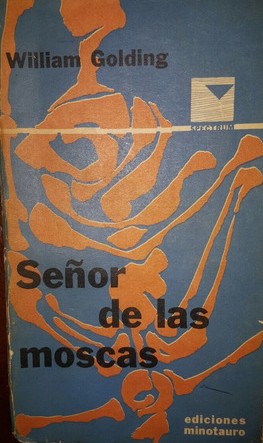 William Golding
SPECTRUM
Señor
de las
moscas
ediciones
minotauro